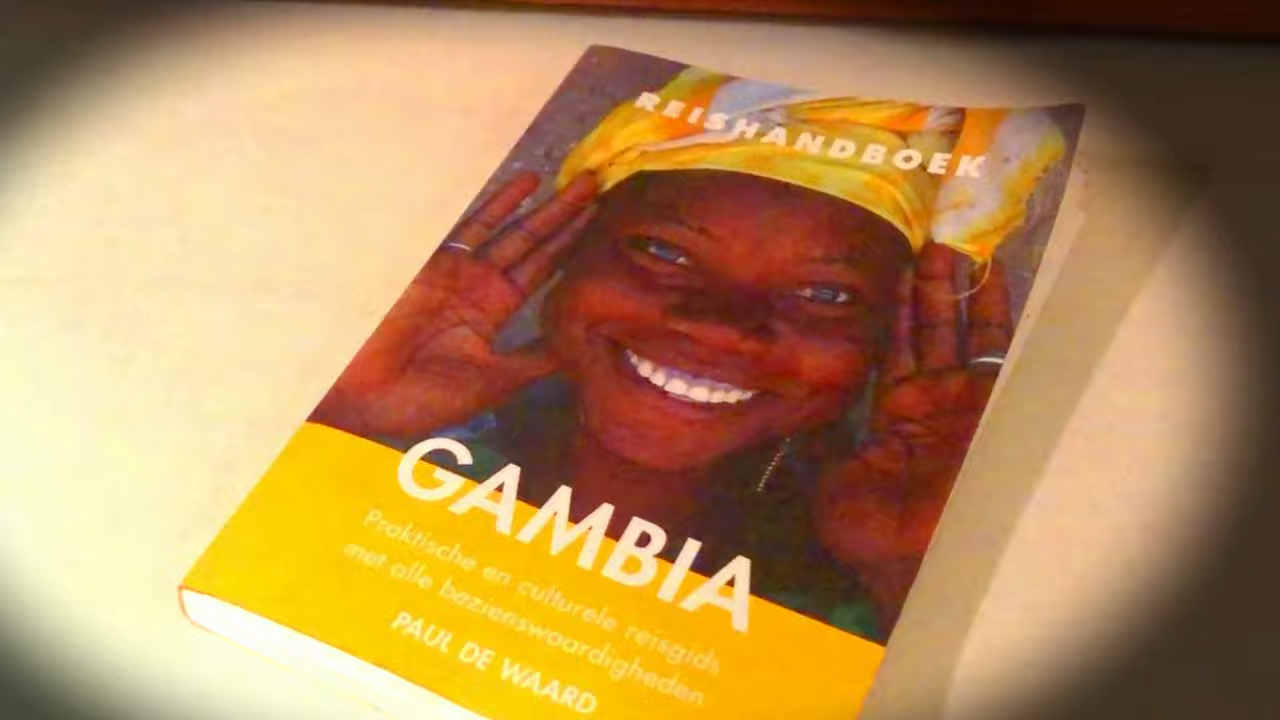 REISHANDBOEK
GAMBIA
Praktische en culturele reisgids
met alle bezienswaardigheden
PAUL DE WAARD